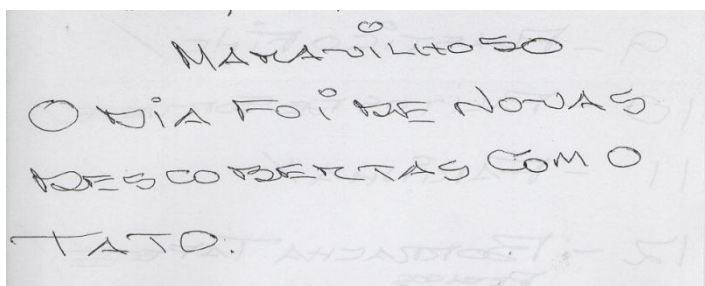 MARAVILHOSO
O DIA FOI DE NOVAS
DESCOBERTAS COM O
TATO.